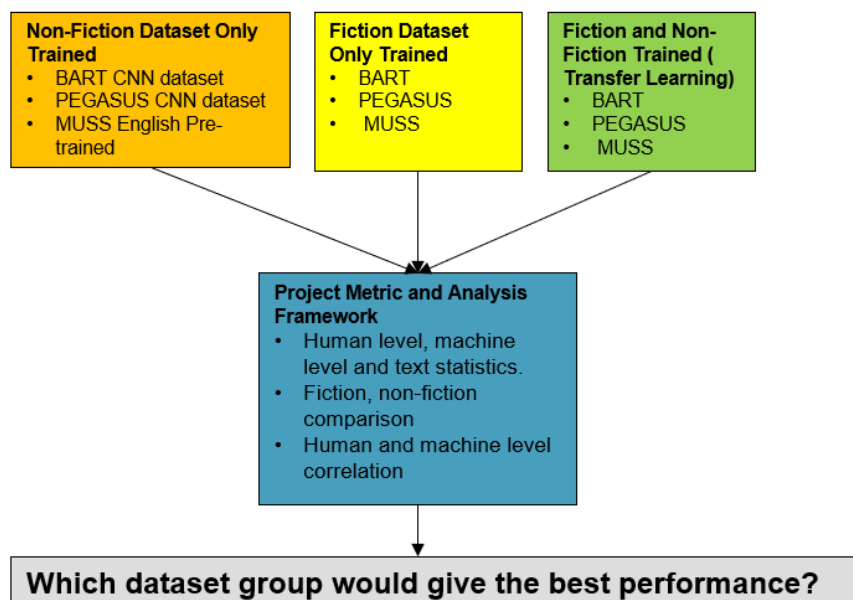 Non-Fiction Dataset Only
Trained
• BART CNN dataset
• PEGASUS CNN dataset
• MUSS English Pre-
trained
Fiction Dataset
Only Trained
• BART
• PEGASUS
• MUSS
Fiction and Non-
Fiction Trained (
Transfer Learning)
• BART
• PEGASUS
• MUSS
Project Metric and Analysis
Framework
• Human level, machine
level and text statistics.
• Fiction, non-fiction
comparison
• Human and machine level
correlation
Which dataset group would give the best performance?